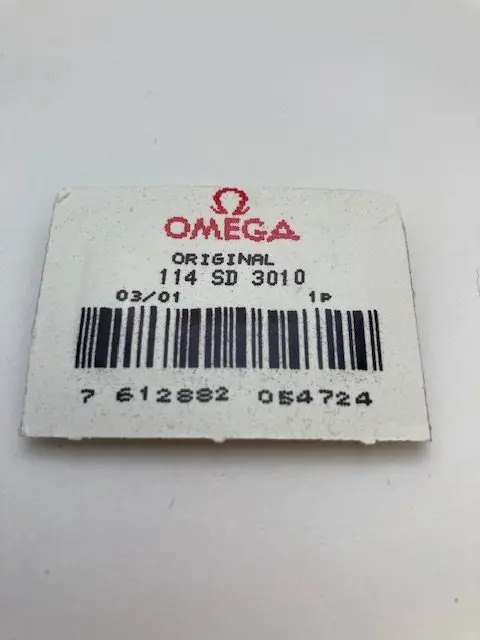 Ω
OMEGA
ORIGINAL
114 SD 3010
03/01 1P
7 612882 054724